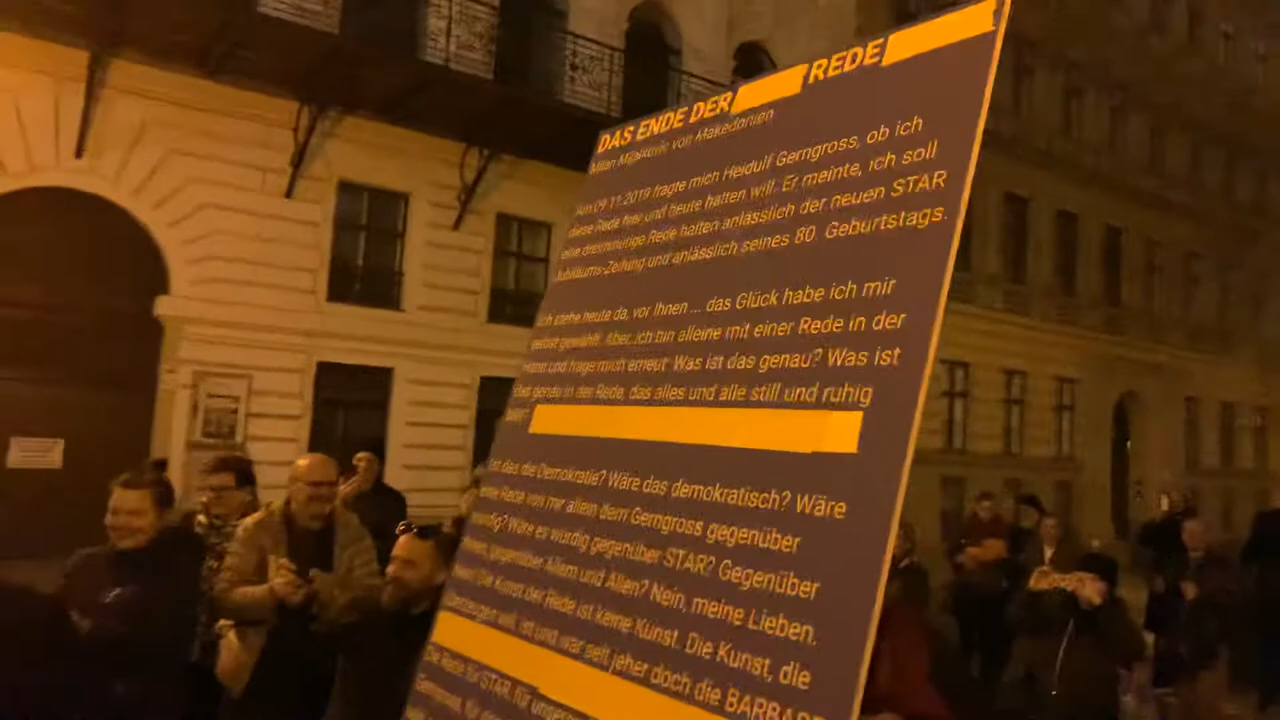 DAS ENDE DER REDE
Milan Mijalkovic von Makedonien
Am 09.11.2019 fragte mich Heidulf Gerngross, ob ich
diese Rede hier und heute halten will. Er meinte, ich soll
eine dreiminütige Rede halten anlässlich der neuen STAR
Jubiläums-Zeitung und anlässlich seines 80. Geburtstags.
Ich stehe heute da, vor Ihnen ... das Glück habe ich mir
selbst gewählt. Aber ich bin alleine mit einer Rede in der
Hand und frage mich erneut: Was ist das genau? Was ist
genau in der Rede, das alles und alle still und ruhig
Ist das die Demokratie? Wäre das demokratisch? Wäre
eine Rede von mir allein dem Gerngross gegenüber
würdig? Wäre es würdig gegenüber STAR? Gegenüber
gegenüber Allem und Allen? Nein, meine Lieben.
Kunst der Rede ist keine Kunst. Die Kunst, die
überzeugen will, ist und war seit jeher doch die
Die Rede für STAR, für